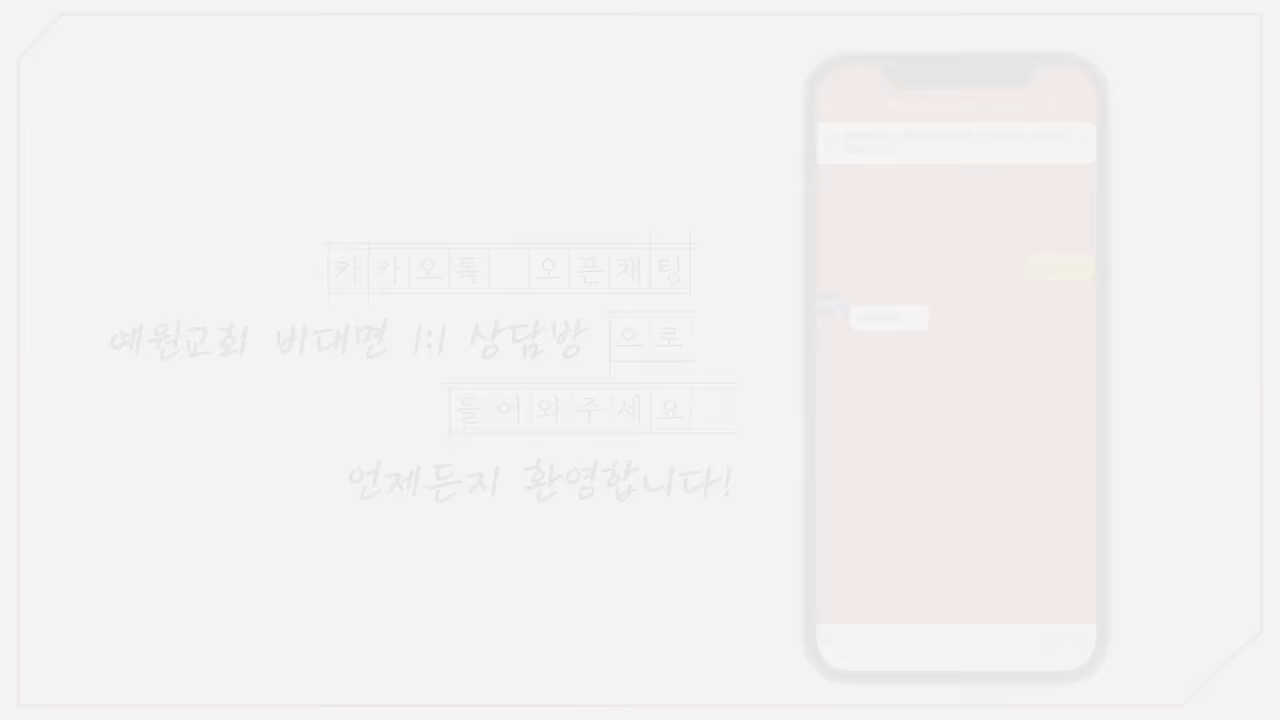 카카오톡 오픈채팅
예원교회 비대면 1:1 상담방으로
들어와주세요
언제든지 환영합니다!